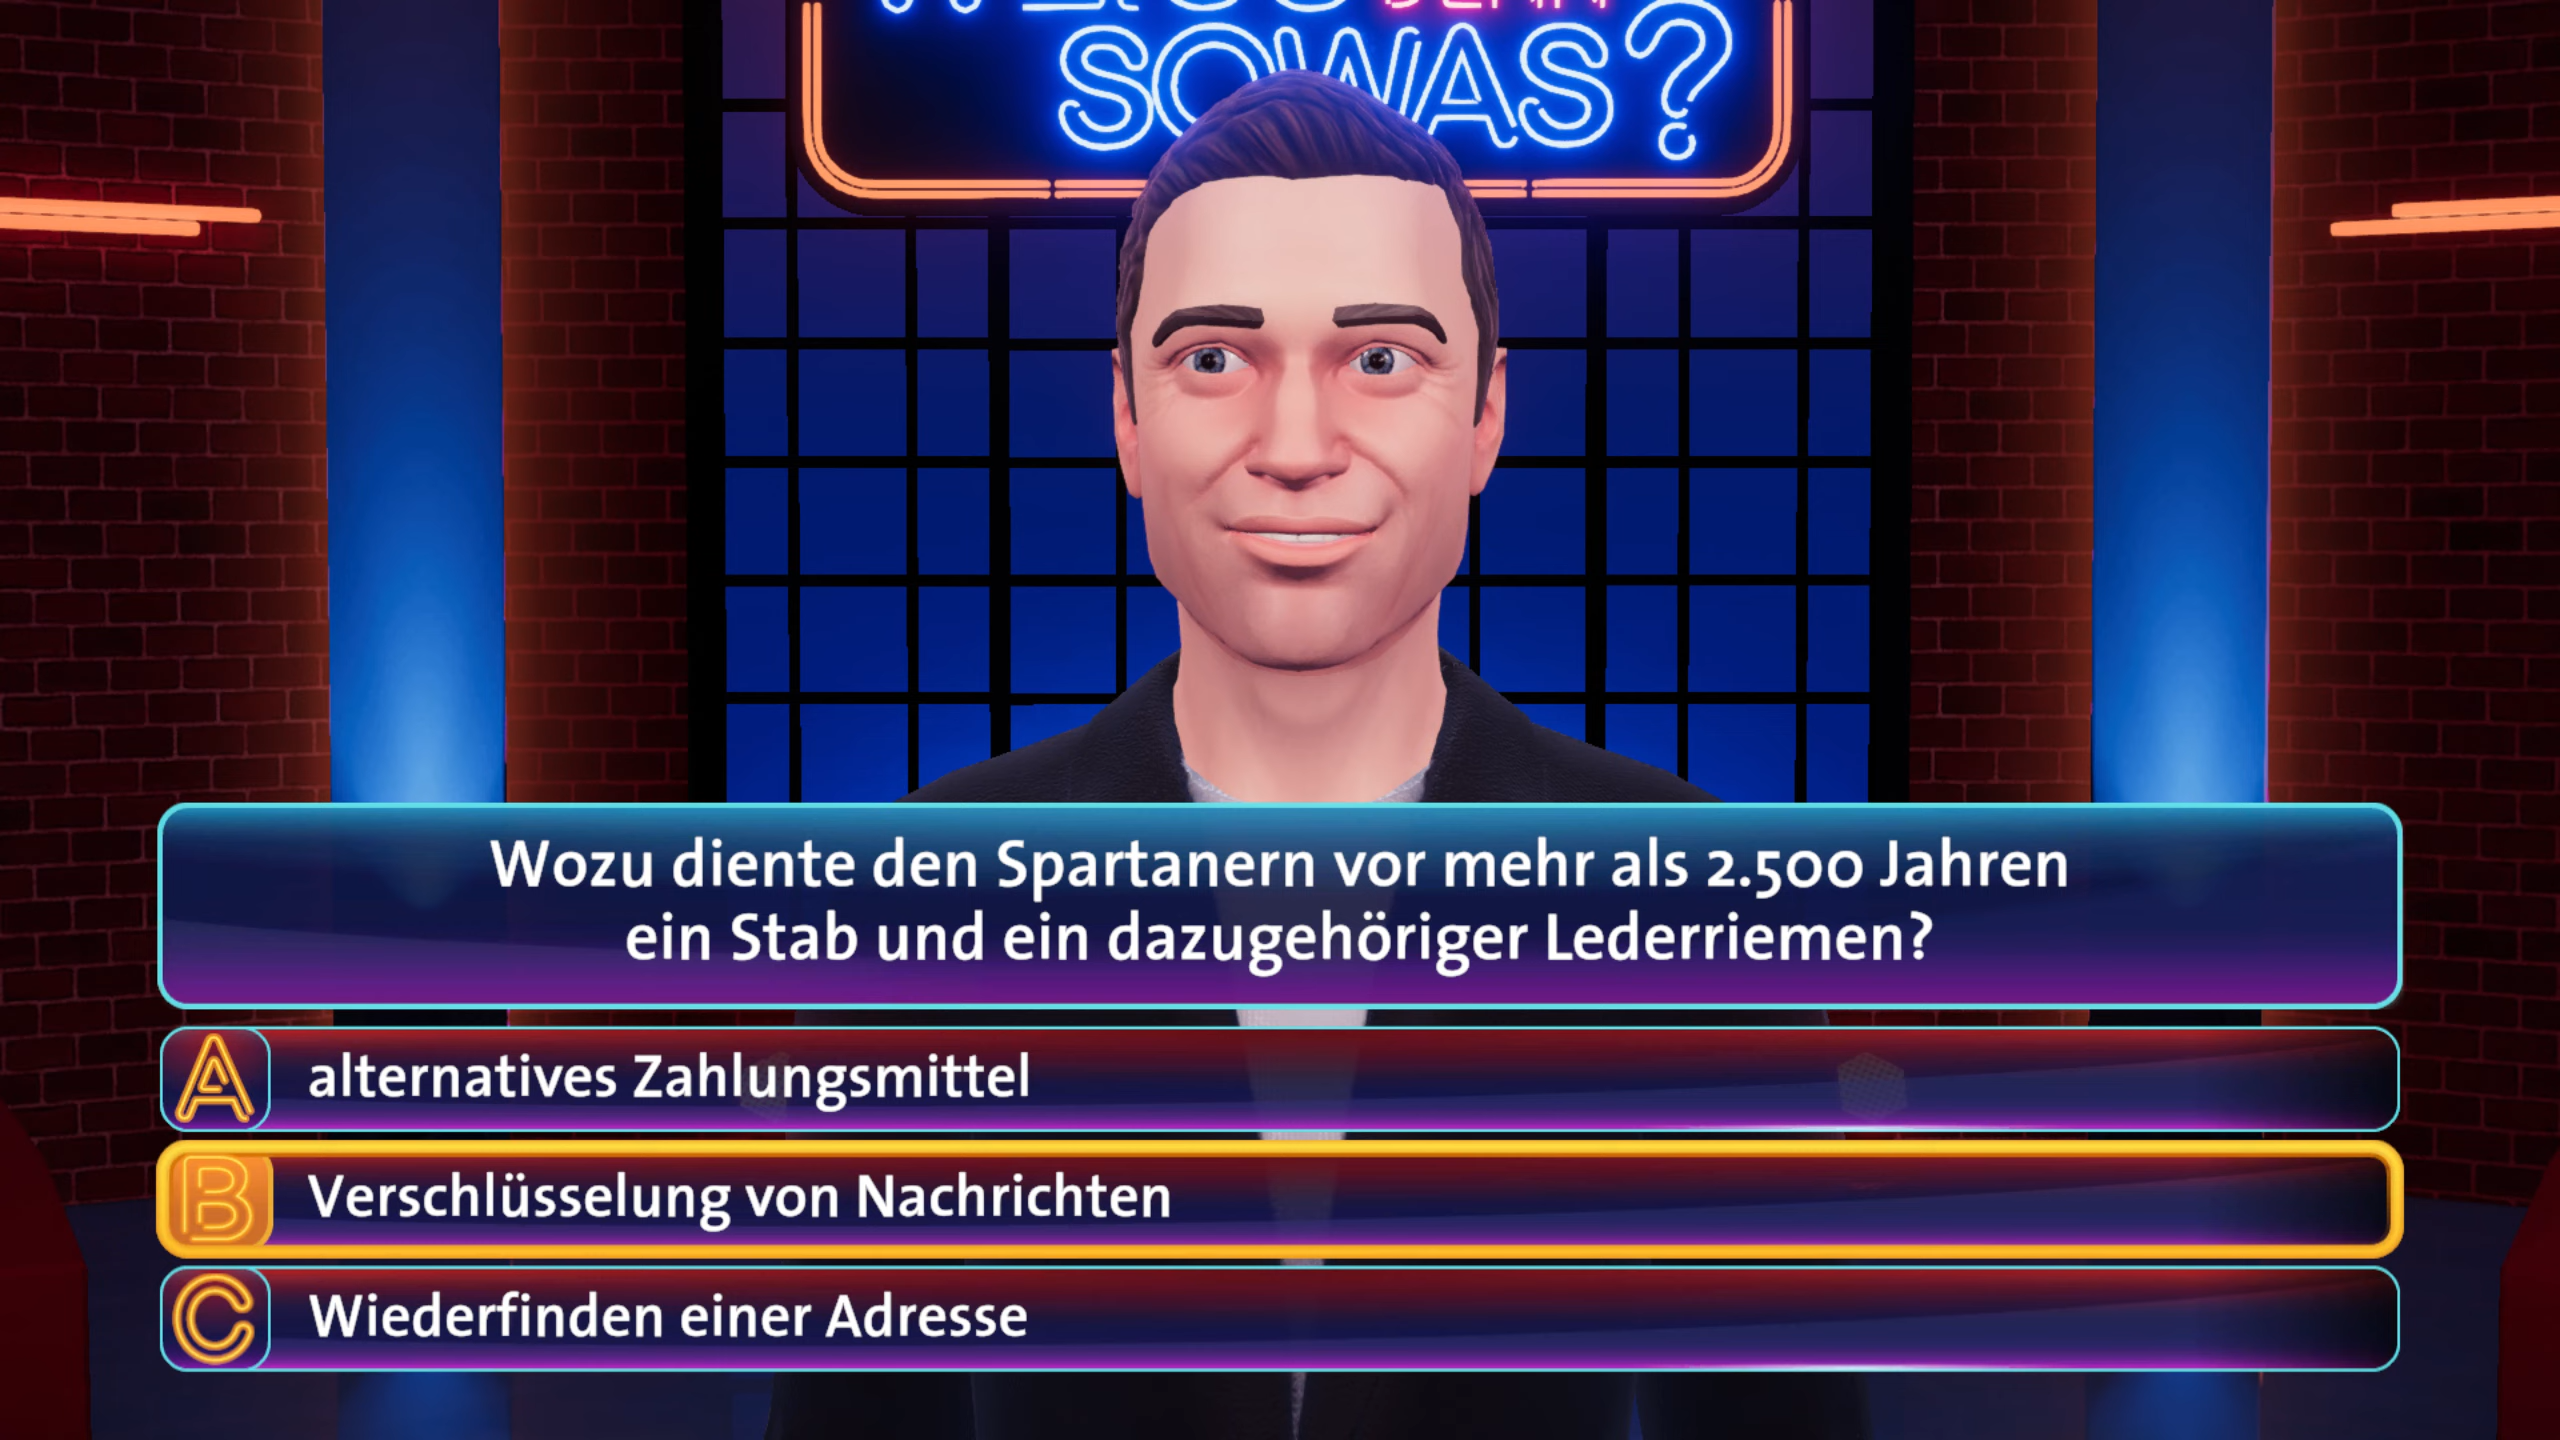 SOWAS?
Wozu diente den Spartanern vor mehr als 2.500 Jahren
ein Stab und ein dazugehöriger Lederriemen?
A alternatives Zahlungsmittel
B Verschlüsselung von Nachrichten
C Wiederfinden einer Adresse